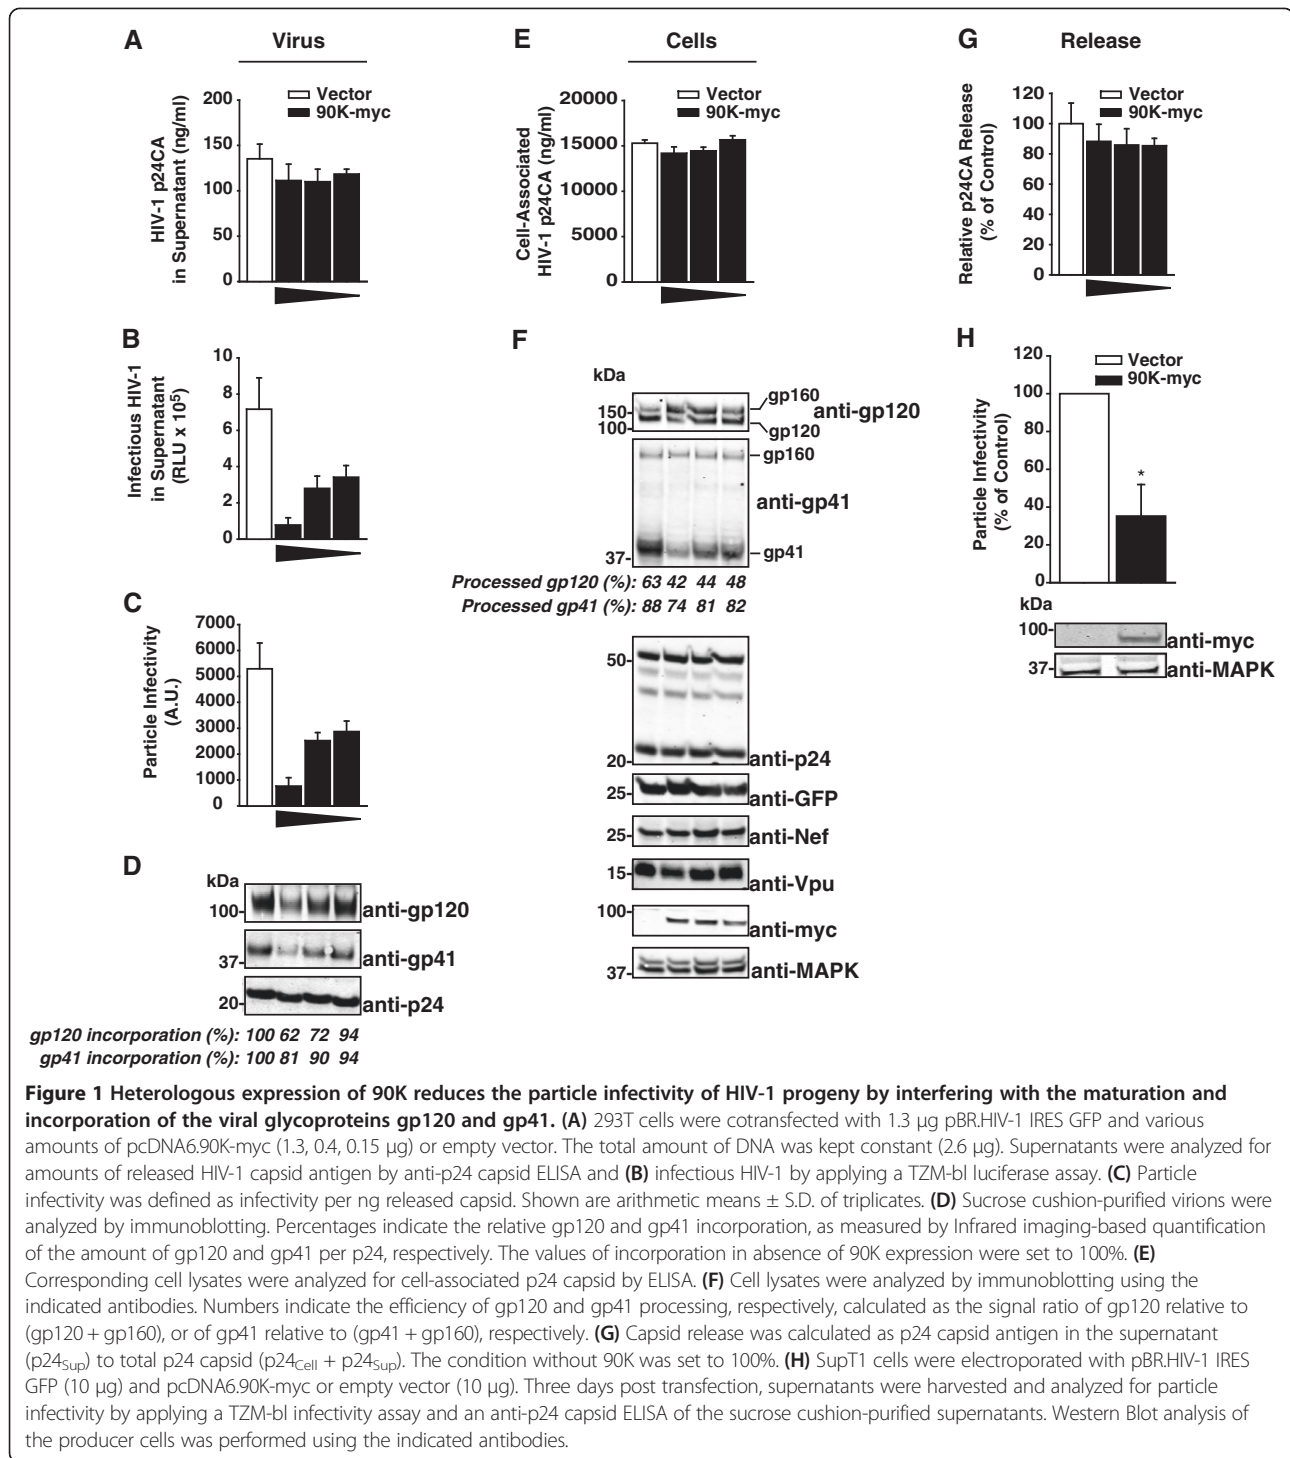 A
Virus
Vector
90K-myc
HIV-1 p24CA
in Supernatant (ng/ml)
200
150
100
50
0
B
Infectious HIV-1
in Supernatant
(RLU x 10⁵)
10
8
6
4
2
0
C
Particle Infectivity
(A.U.)
7000
6000
5000
4000
3000
2000
1000
0
D
kDa
100-
anti-gp120
37-
anti-gp41
20-
anti-p24
gp120 incorporation (%): 100 62 72 94
gp41 incorporation (%): 100 81 90 94
E
Cells
Vector
90K-myc
Cell-Associated
HIV-1 p24CA (ng/ml)
20000
15000
10000
5000
0
F
kDa
150-
100-
gp160
anti-gp120
gp120
gp160
anti-gp41
37-
gp41
Processed gp120 (%): 63 42 44 48
Processed gp41 (%): 88 74 81 82
50-
20-
anti-p24
25-
anti-GFP
25-
anti-Nef
15-
anti-Vpu
100-
anti-myc
37-
anti-MAPK
G
Release
Vector
90K-myc
Relative p24CA Release
(% of Control)
120
100
80
60
40
20
0
H
Vector
90K-myc
Particle Infectivity
(% of Control)
120
100
80
60
40
20
0
*
kDa
100-
anti-myc
37-
anti-MAPK
Figure 1 Heterologous expression of 90K reduces the particle infectivity of HIV-1 progeny by interfering with the maturation and
incorporation of the viral glycoproteins gp120 and gp41. (A) 293T cells were cotransfected with 1.3 μg pBR.HIV-1 IRES GFP and various
amounts of pcDNA6.90K-myc (1.3, 0.4, 0.15 μg) or empty vector. The total amount of DNA was kept constant (2.6 μg). Supernatants were analyzed for
amounts of released HIV-1 capsid antigen by anti-p24 capsid ELISA and (B) infectious HIV-1 by applying a TZM-bl luciferase assay. (C) Particle
infectivity was defined as infectivity per ng released capsid. Shown are arithmetic means ± S.D. of triplicates. (D) Sucrose cushion-purified virions were
analyzed by immunoblotting. Percentages indicate the relative gp120 and gp41 incorporation, as measured by Infrared imaging-based quantification
of the amount of gp120 and gp41 per p24, respectively. The values of incorporation in absence of 90K expression were set to 100%. (E)
Corresponding cell lysates were analyzed for cell-associated p24 capsid by ELISA. (F) Cell lysates were analyzed by immunoblotting using the
indicated antibodies. Numbers indicate the efficiency of gp120 and gp41 processing, respectively, calculated as the signal ratio of gp120 relative to
(gp120 + gp160), or of gp41 relative to (gp41 + gp160), respectively. (G) Capsid release was calculated as p24 capsid antigen in the supernatant
(p24Sup) to total p24 capsid (p24Cell + p24Sup). The condition without 90K was set to 100%. (H) SupT1 cells were electroporated with pBR.HIV-1 IRES
GFP (10 μg) and pcDNA6.90K-myc or empty vector (10 μg). Three days post transfection, supernatants were harvested and analyzed for particle
infectivity by applying a TZM-bl infectivity assay and an anti-p24 capsid ELISA of the sucrose cushion-purified supernatants. Western Blot analysis of
the producer cells was performed using the indicated antibodies.